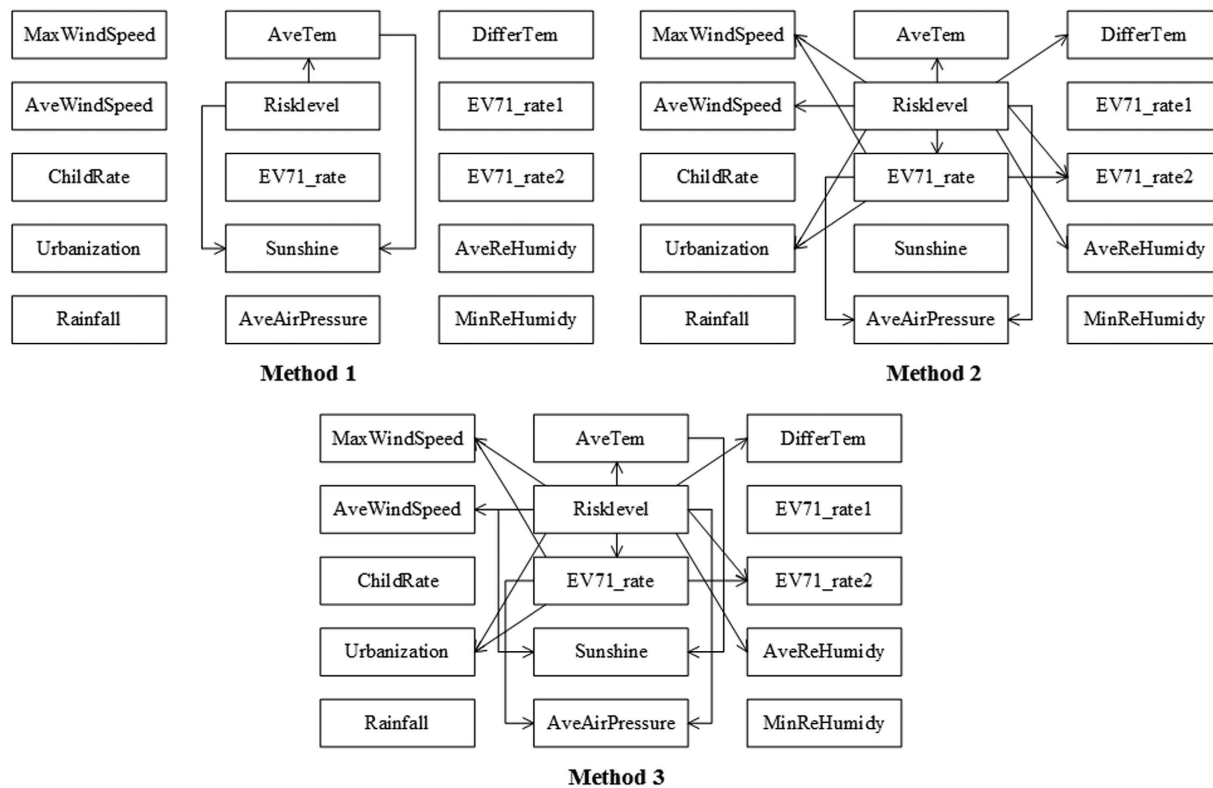 MaxWindSpeed AveTem DifferTem
AveWindSpeed Risklevel EV71_rate1
ChildRate EV71_rate EV71_rate2
Urbanization Sunshine AveReHumidy
Rainfall AveAirPressure MinReHumidy
Method 1
MaxWindSpeed AveTem DifferTem
AveWindSpeed Risklevel EV71_rate1
ChildRate EV71_rate EV71_rate2
Urbanization Sunshine AveReHumidy
Rainfall AveAirPressure MinReHumidy
Method 2
MaxWindSpeed AveTem DifferTem
AveWindSpeed Risklevel EV71_rate1
ChildRate EV71_rate EV71_rate2
Urbanization Sunshine AveReHumidy
Rainfall AveAirPressure MinReHumidy
Method 3